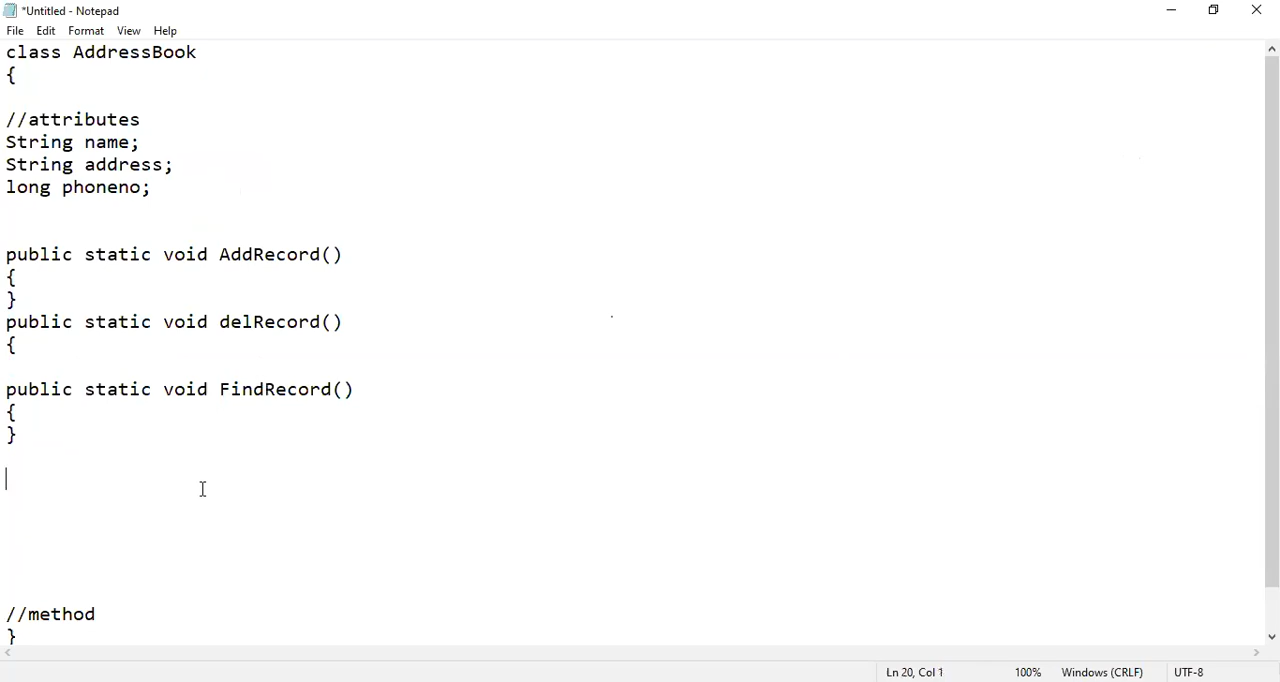 *Untitled - Notepad
File Edit Format View Help
class AddressBook
{
//attributes
String name;
String address;
long phoneno;
public static void AddRecord()
{
}
public static void delRecord()
{
public static void FindRecord()
{
}
//method
}
Ln 20, Col 1 100% Windows (CRLF) UTF-8